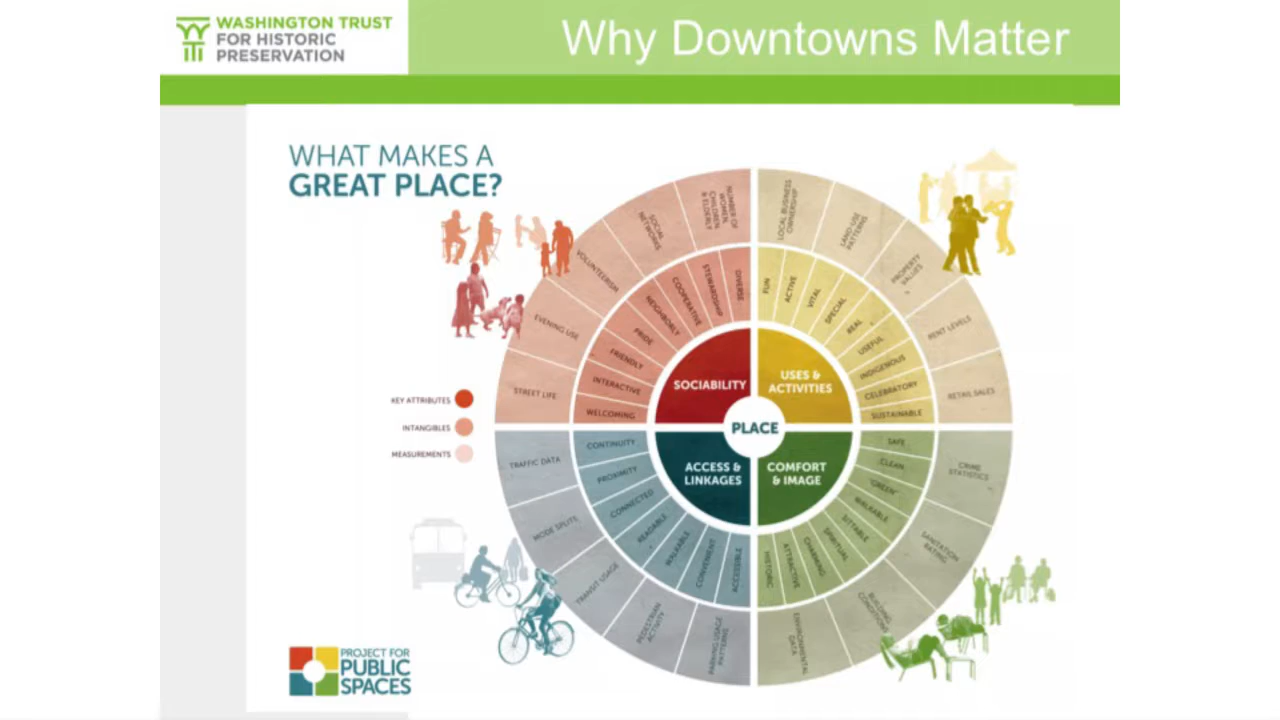 WASHINGTON TRUST
FOR HISTORIC
PRESERVATION
Why Downtowns Matter
WHAT MAKES A
GREAT PLACE?
KEY ATTRIBUTES
INTANGIBLES
MEASUREMENTS
PLACE
SOCIABILITY
USES &
ACTIVITIES
ACCESS &
LINKAGES
COMFORT
& IMAGE
WELCOMING
INTERACTIVE
FRIENDLY
PRIDE
NEIGHBORLY
COOPERATIVE
STEWARDSHIP
DIVERSE
FUN
ACTIVE
VITAL
SPECIAL
REAL
USEFUL
INDIGENOUS
CELEBRATORY
SUSTAINABLE
SAFE
CLEAN
"GREEN"
WALKABLE
SITTABLE
SPIRITUAL
CHARMING
ATTRACTIVE
HISTORIC
ACCESSIBLE
CONVENIENT
WALKABLE
READABLE
CONNECTED
PROXIMITY
CONTINUITY
STREET LIFE
EVENING USE
VOLUNTEERISM
SOCIAL
NETWORKS
NUMBER OF
WOMEN,
CHILDREN
& ELDERLY
LOCAL BUSINESS
OWNERSHIP
LAND-USE
PATTERNS
PROPERTY
VALUES
RENT LEVELS
RETAIL SALES
CRIME
STATISTICS
SANITATION
RATING
BUILDING
CONDITIONS
ENVIRONMENTAL
DATA
PARKING USAGE
PATTERNS
PEDESTRIAN
ACTIVITY
TRANSIT USAGE
MODE SPLITS
TRAFFIC DATA
PROJECT FOR
PUBLIC
SPACES